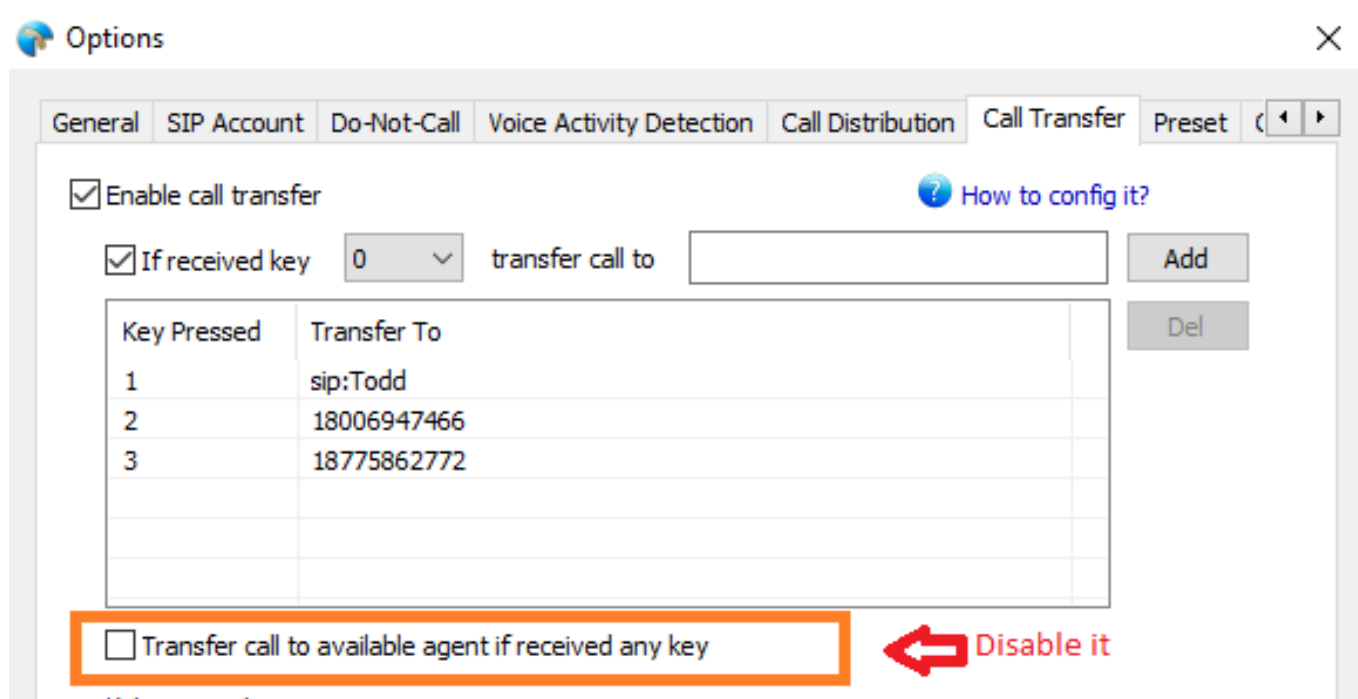 Options
General SIP Account Do-Not-Call Voice Activity Detection Call Distribution Call Transfer Preset
Enable call transfer How to config it?
If received key 0 transfer call to Add
Key Pressed Transfer To Del
1 sip:Todd
2 18006947466
3 18775862772
Transfer call to available agent if received any key Disable it